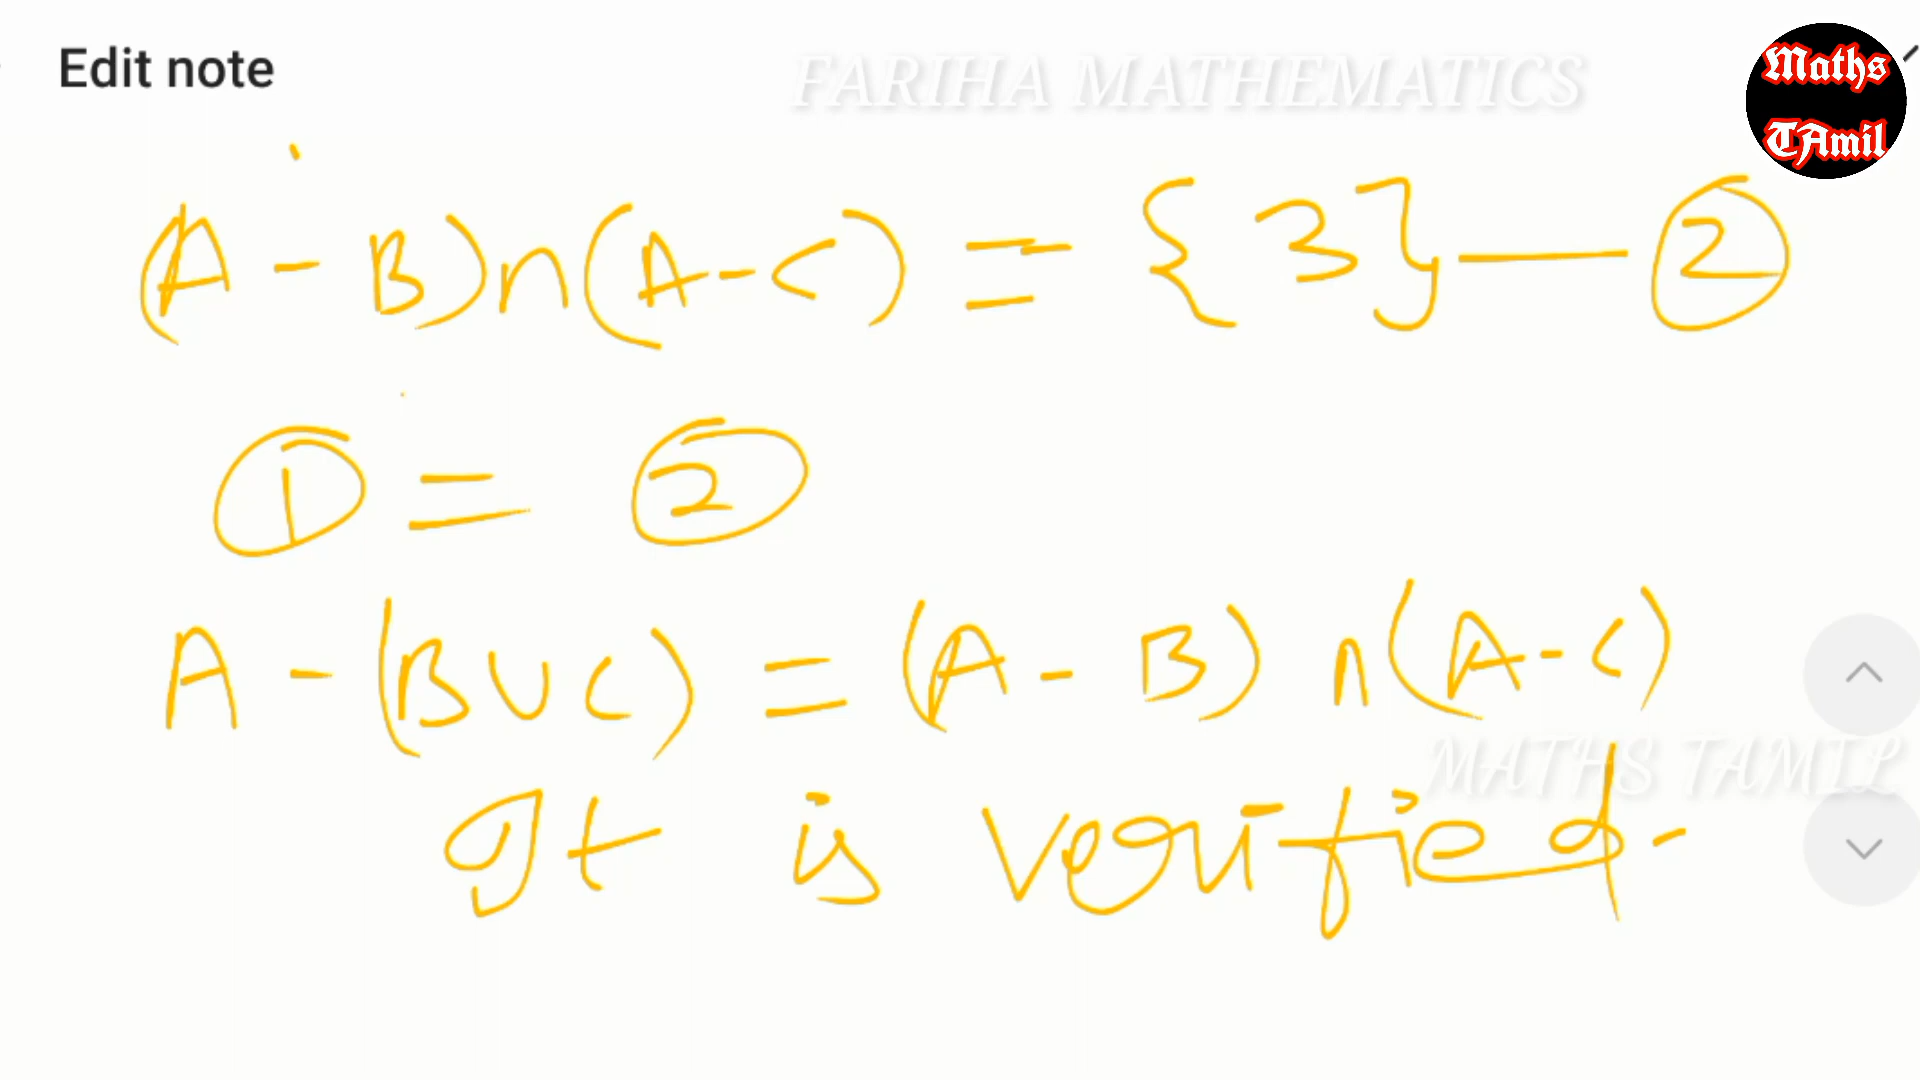 Edit note
FARIHA MATHEMATICS
Maths
TAmil
(A - B)∩(A-C) = {3} — ②
① = ②
A - (B∪C) = (A - B) ∩ (A-C)
MATHS TAMIL
It is verified.